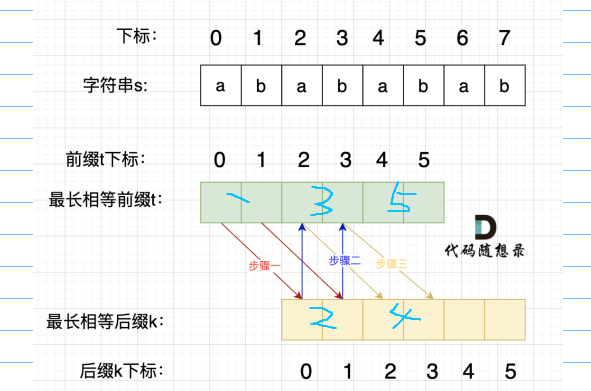 下标: 0 1 2 3 4 5 6 7
字符串s: a b a b a b a b
前缀t下标: 0 1 2 3 4 5
最长相等前缀t: 3 5
代码随想录
步骤一 步骤二 步骤三
最长相等后缀k: 2 4
后缀k下标: 0 1 2 3 4 5